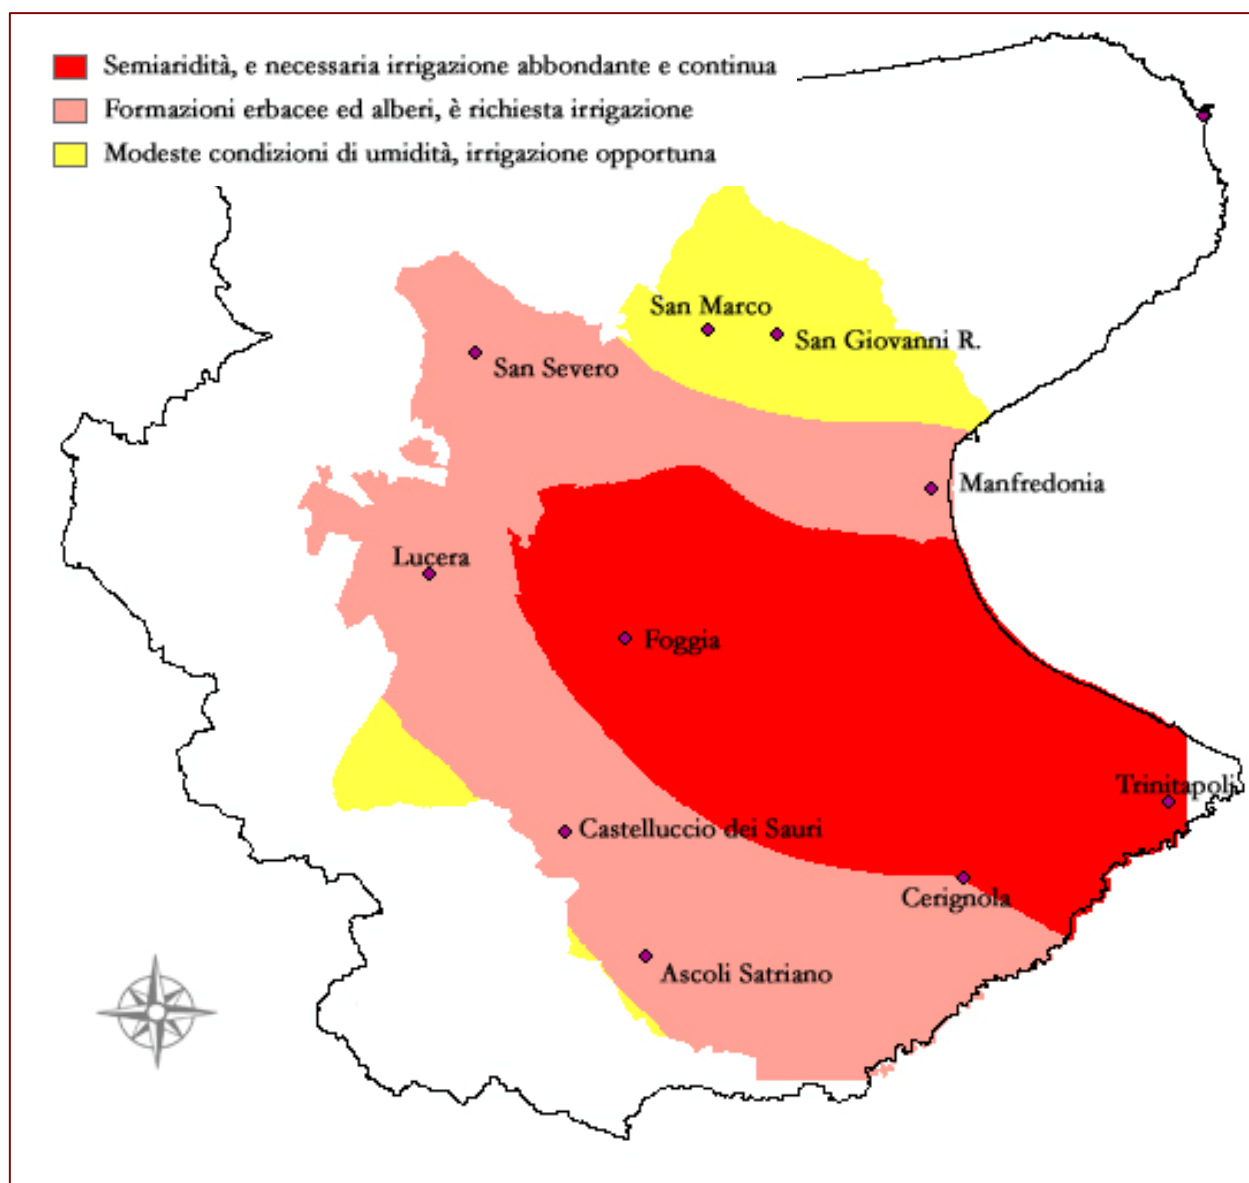 Semiaridità, e necessaria irrigazione abbondante e continua
Formazioni erbacee ed alberi, è richiesta irrigazione
Modeste condizioni di umidità, irrigazione opportuna
San Marco
San Giovanni R.
San Severo
Manfredonia
Lucera
Foggia
Trinitapoli
Castelluccio dei Sauri
Cerignola
Ascoli Satriano